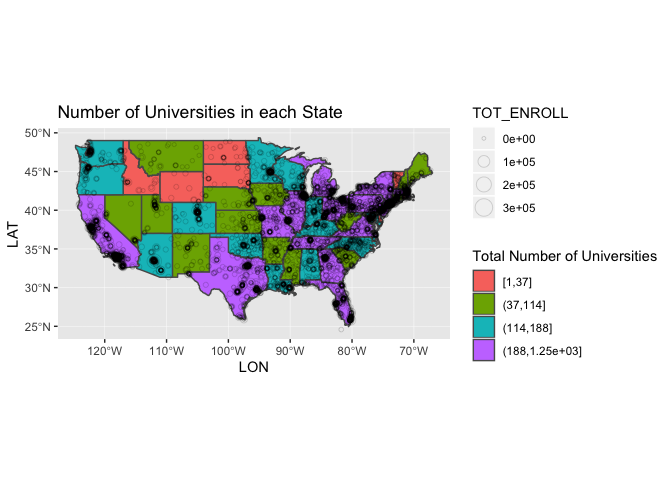 Number of Universities in each State
50°N
45°N
40°N
35°N
30°N
25°N
LAT
120°W 110°W 100°W 90°W 80°W 70°W
LON
TOT_ENROLL
0e+00
1e+05
2e+05
3e+05
Total Number of Universities
[1,37]
(37,114]
(114,188]
(188,1.25e+03]